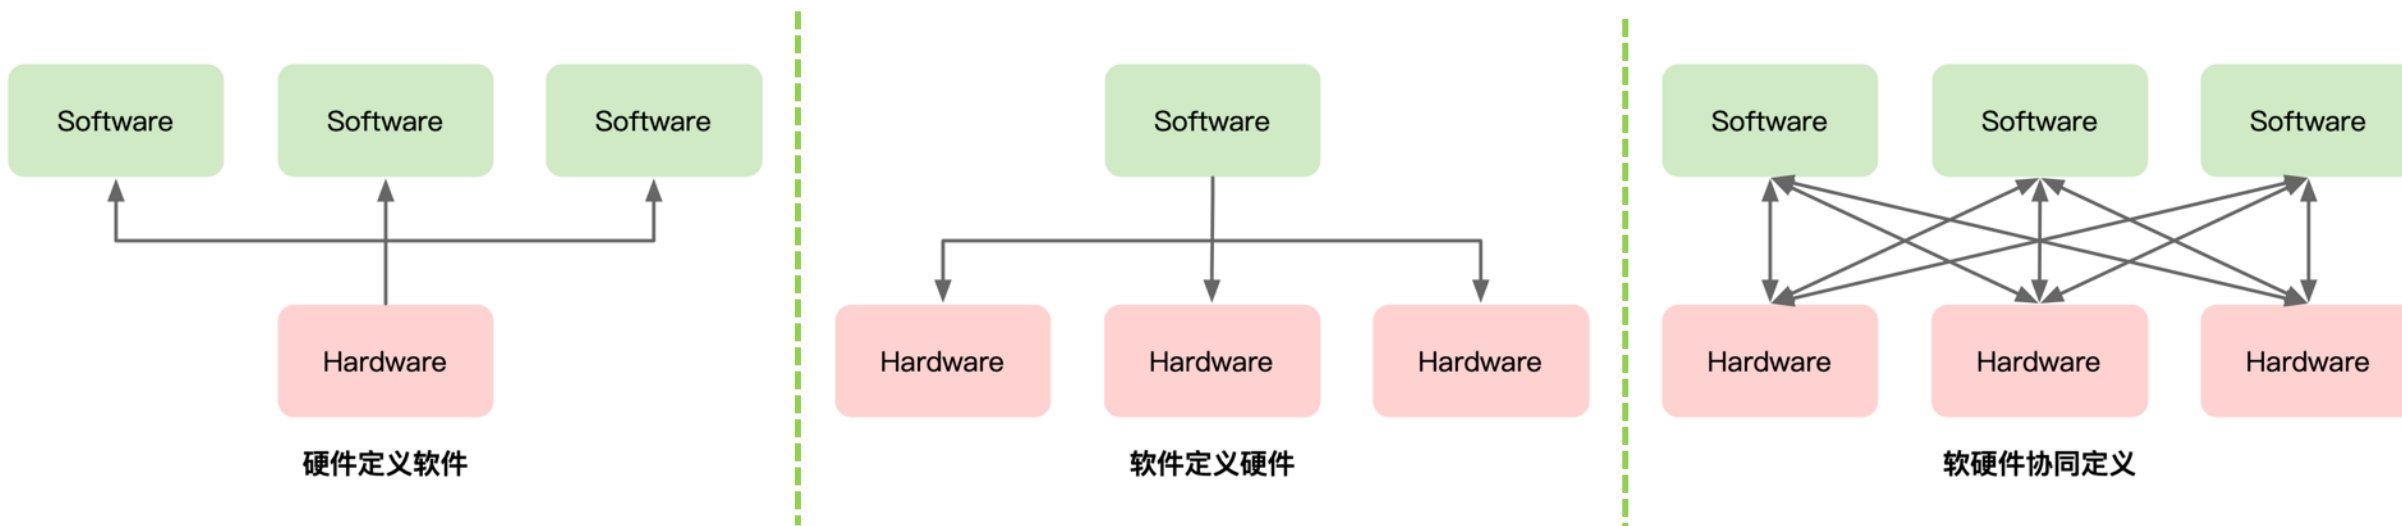 Software
Software
Software
Hardware
硬件定义软件
Software
Hardware
Hardware
Hardware
软件定义硬件
Software
Software
Software
Hardware
Hardware
Hardware
软硬件协同定义